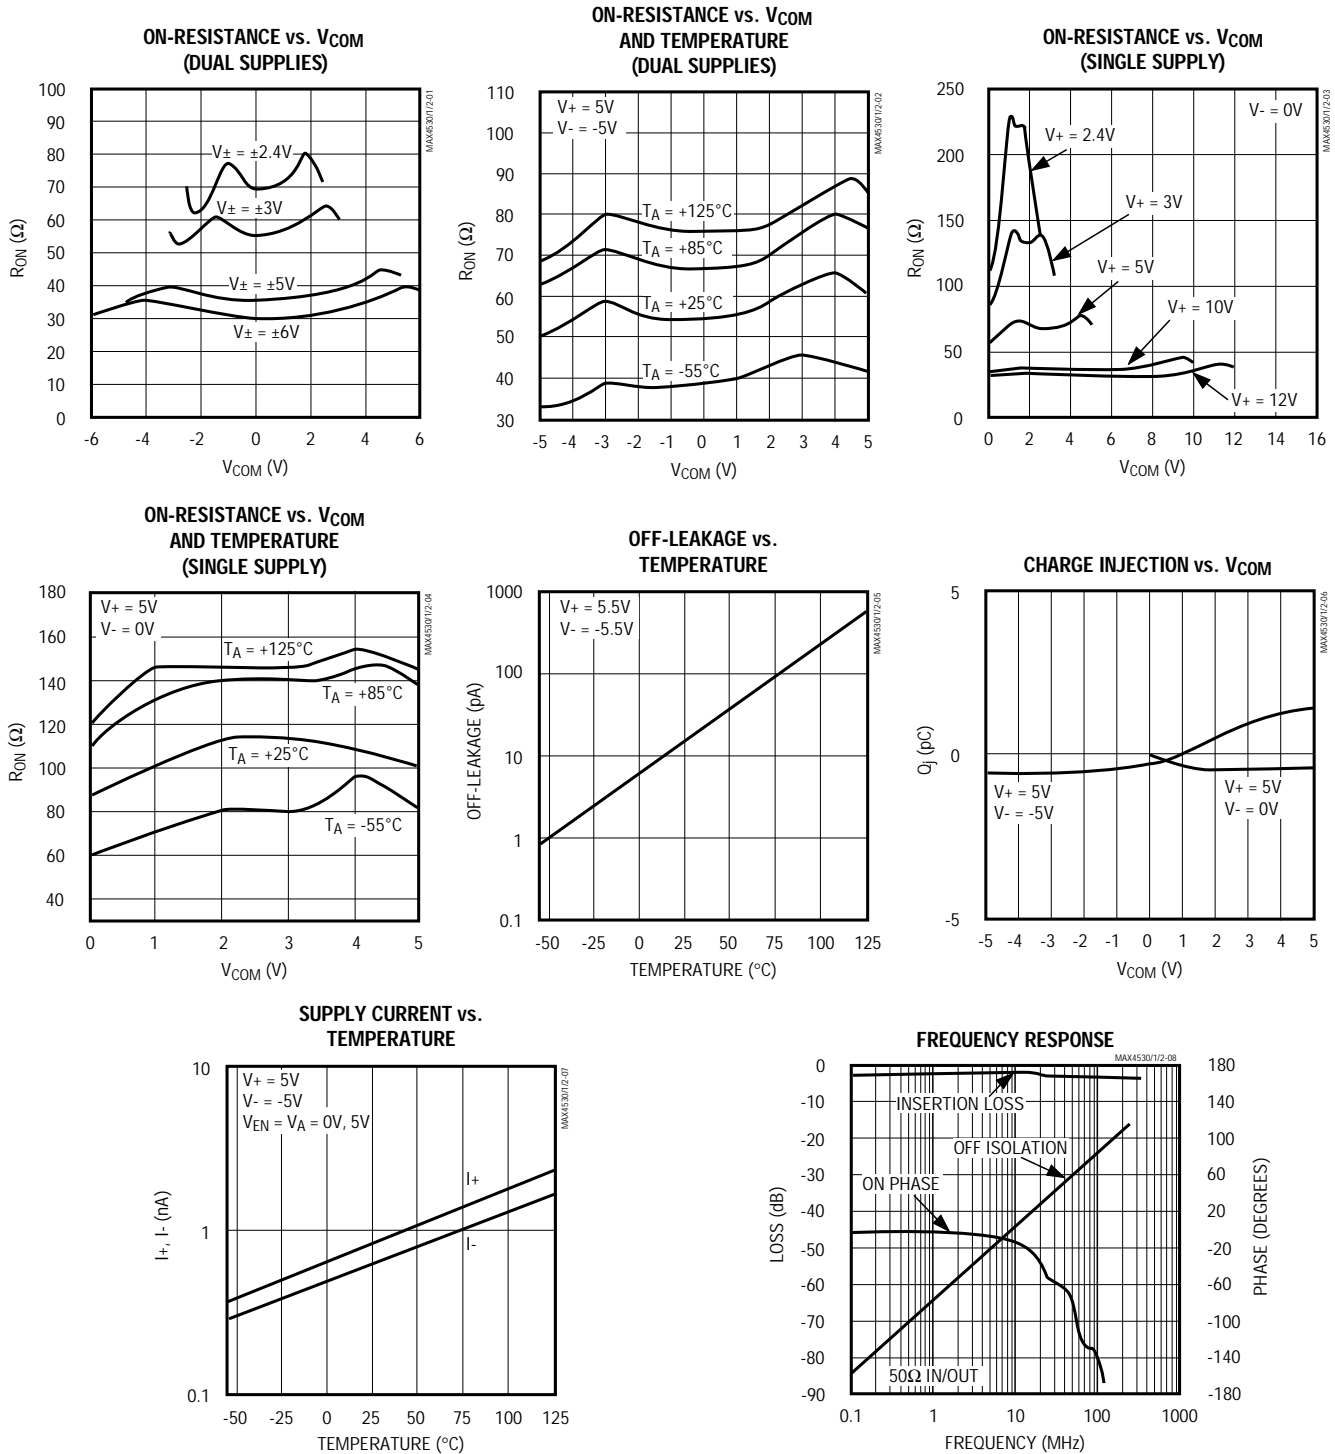 ON-RESISTANCE vs. VCOM
(DUAL SUPPLIES)
MAX4530/1/2-01
100
90
80
70
60
50
40
30
20
10
0
RON (Ω)
V± = ±2.4V
V± = ±3V
V± = ±5V
V± = ±6V
-6 -4 -2 0 2 4 6
VCOM (V)
ON-RESISTANCE vs. VCOM
AND TEMPERATURE
(DUAL SUPPLIES)
MAX4530/1/2-02
110
100
90
80
70
60
50
40
30
RON (Ω)
V+ = 5V
V- = -5V
TA = +125°C
TA = +85°C
TA = +25°C
TA = -55°C
-5 -4 -3 -2 -1 0 1 2 3 4 5
VCOM (V)
ON-RESISTANCE vs. VCOM
(SINGLE SUPPLY)
MAX4530/1/2-03
250
200
150
100
50
0
RON (Ω)
V- = 0V
V+ = 2.4V
V+ = 3V
V+ = 5V
V+ = 10V
V+ = 12V
0 2 4 6 8 10 12 14 16
VCOM (V)
ON-RESISTANCE vs. VCOM
AND TEMPERATURE
(SINGLE SUPPLY)
MAX4530/1/2-04
180
160
140
120
100
80
60
40
RON (Ω)
V+ = 5V
V- = 0V
TA = +125°C
TA = +85°C
TA = +25°C
TA = -55°C
0 1 2 3 4 5
VCOM (V)
OFF-LEAKAGE vs.
TEMPERATURE
MAX4530/1/2-05
1000
100
10
1
0.1
OFF-LEAKAGE (pA)
V+ = 5.5V
V- = -5.5V
-50 -25 0 25 50 75 100 125
TEMPERATURE (°C)
CHARGE INJECTION vs. VCOM
MAX4530/1/2-06
5
0
-5
Qj (pC)
V+ = 5V
V- = -5V
V+ = 5V
V- = 0V
-5 -4 -3 -2 -1 0 1 2 3 4 5
VCOM (V)
SUPPLY CURRENT vs.
TEMPERATURE
MAX4530/1/2-07
10
1
0.1
I+, I- (nA)
V+ = 5V
V- = -5V
VEN = VA = 0V, 5V
I+
I-
-50 -25 0 25 50 75 100 125
TEMPERATURE (°C)
FREQUENCY RESPONSE
MAX4530/1/2-08
0
-10
-20
-30
-40
-50
-60
-70
-80
-90
LOSS (dB)
INSERTION LOSS
OFF ISOLATION
ON PHASE
50Ω IN/OUT
180
140
100
60
20
-20
-60
-100
-140
-180
PHASE (DEGREES)
0.1 1 10 100 1000
FREQUENCY (MHz)